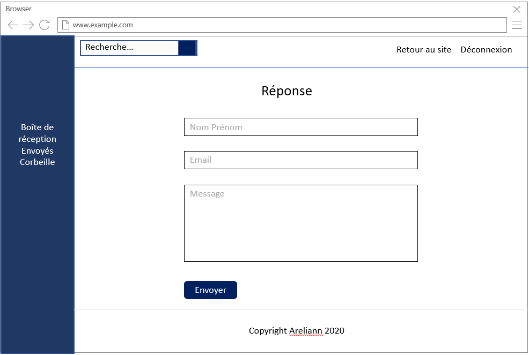 Browser
www.example.com
Recherche...
Retour au site Déconnexion
Boîte de
réception
Envoyés
Corbeille
Réponse
Nom Prénom
Email
Message
Envoyer
Copyright Areliann 2020